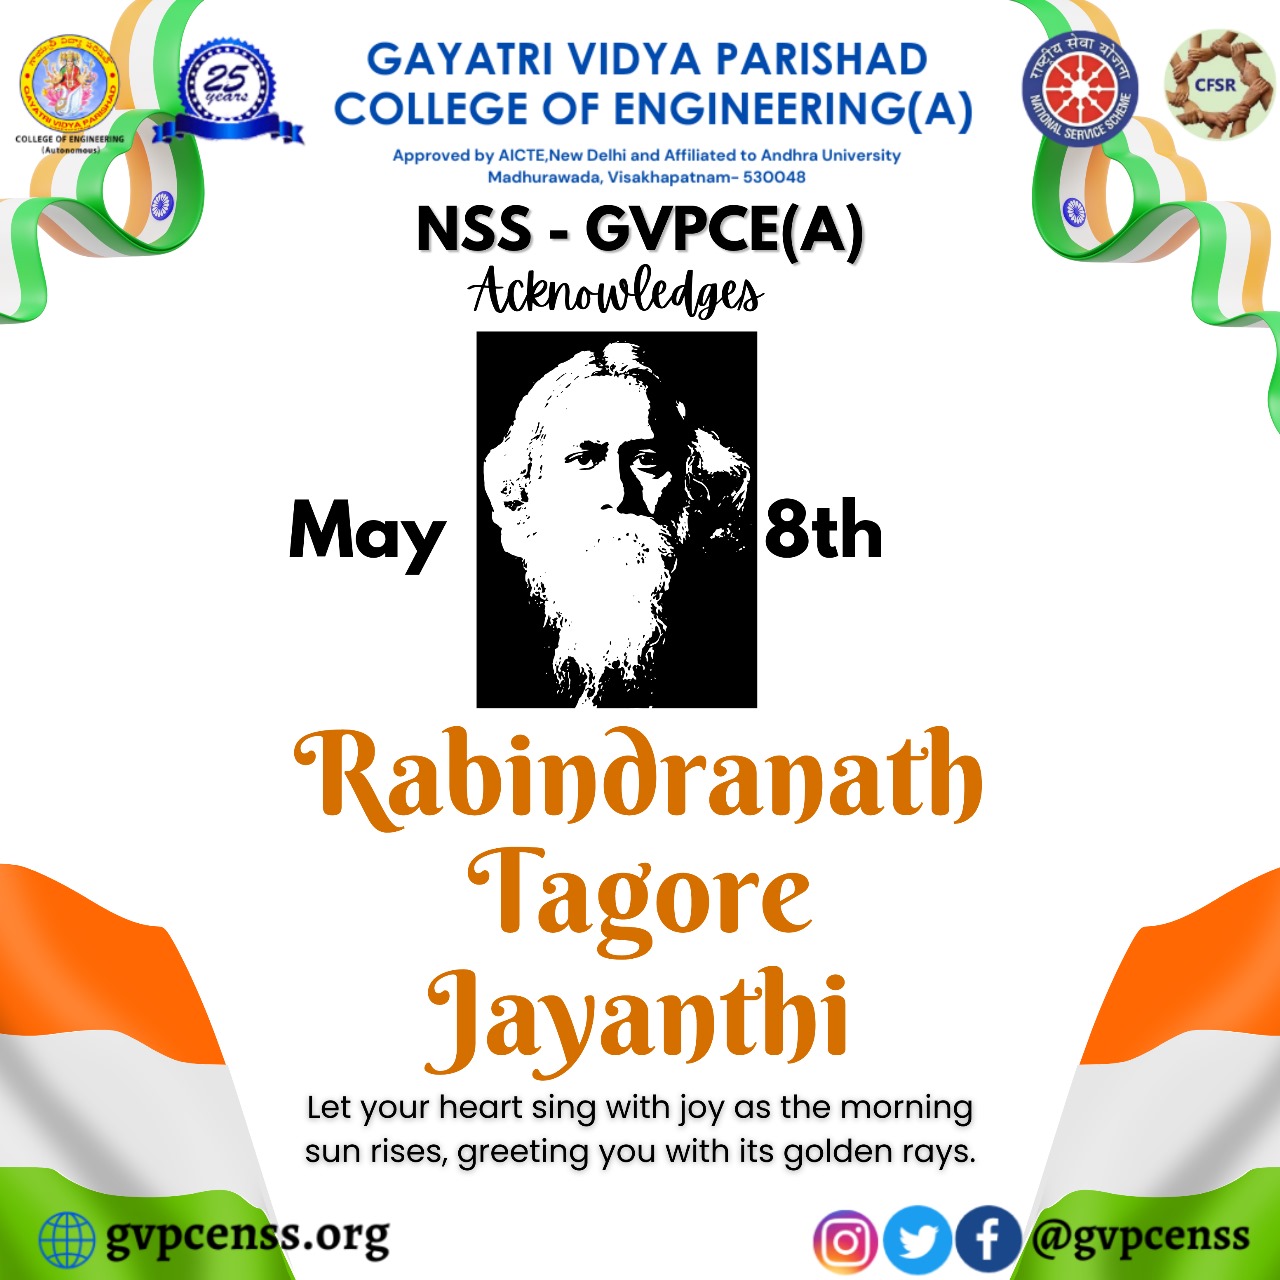 GAYATRI VIDYA PARISHAD
COLLEGE OF ENGINEERING(A)
Approved by AICTE,New Delhi and Affiliated to Andhra University
Madhurawada, Visakhapatnam- 530048
GAYATRI VIDYA PARISHAD
COLLEGE OF ENGINEERING
(Autonomous)
25
years
राष्ट्रीय सेवा योजना
NATIONAL SERVICE SCHEME
CFSR
NSS - GVPCE(A)
Acknowledges
May 8th
Rabindranath
Tagore
Jayanthi
Let your heart sing with joy as the morning
sun rises, greeting you with its golden rays.
gvpcenss.org
@gvpcenss